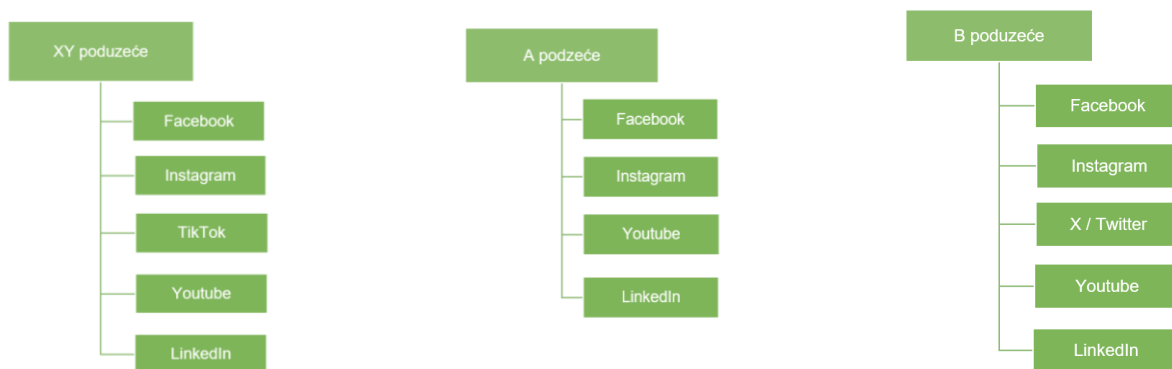 XY poduzeće
Facebook
Instagram
TikTok
Youtube
LinkedIn
A podzeće
Facebook
Instagram
Youtube
LinkedIn
B poduzeće
Facebook
Instagram
X / Twitter
Youtube
LinkedIn